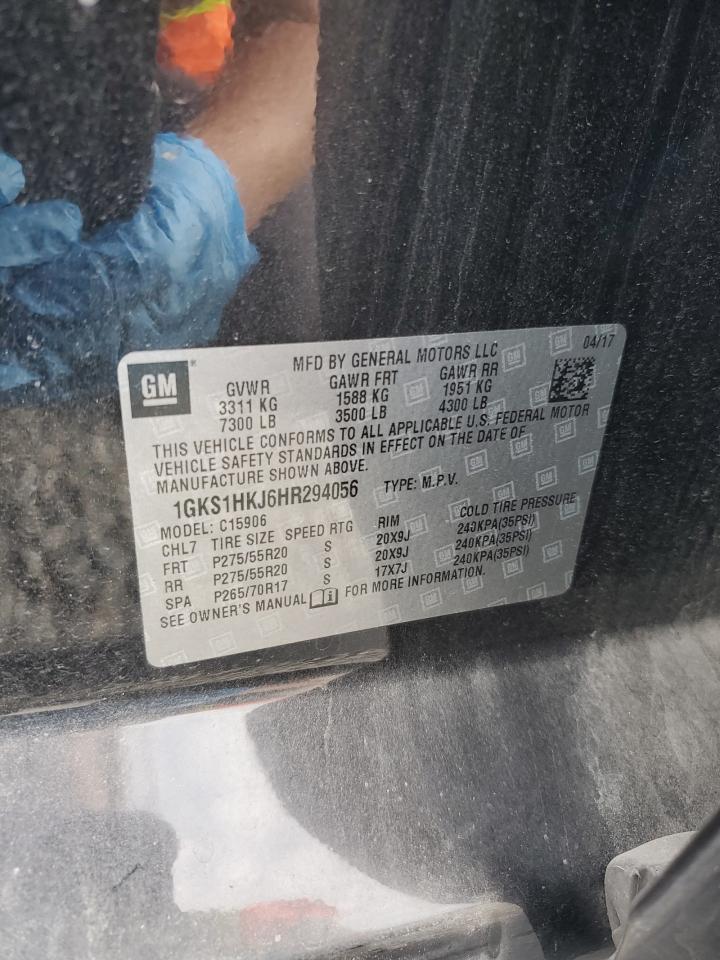 GM
MFD BY GENERAL MOTORS LLC
04/17
GVWR GAWR FRT GAWR RR
3311 KG 1588 KG 1951 KG
7300 LB 3500 LB 4300 LB
THIS VEHICLE CONFORMS TO ALL APPLICABLE U.S. FEDERAL MOTOR
VEHICLE SAFETY STANDARDS IN EFFECT ON THE DATE OF
MANUFACTURE SHOWN ABOVE.
1GKS1HKJ6HR294056 TYPE: M.P.V.
MODEL: C15906
CHL7 TIRE SIZE SPEED RTG RIM COLD TIRE PRESSURE
FRT P275/55R20 S 20X9J 240KPA(35PSI)
RR P275/55R20 S 20X9J 240KPA(35PSI)
SPA P265/70R17 S 17X7J 240KPA(35PSI)
SEE OWNER'S MANUAL FOR MORE INFORMATION.